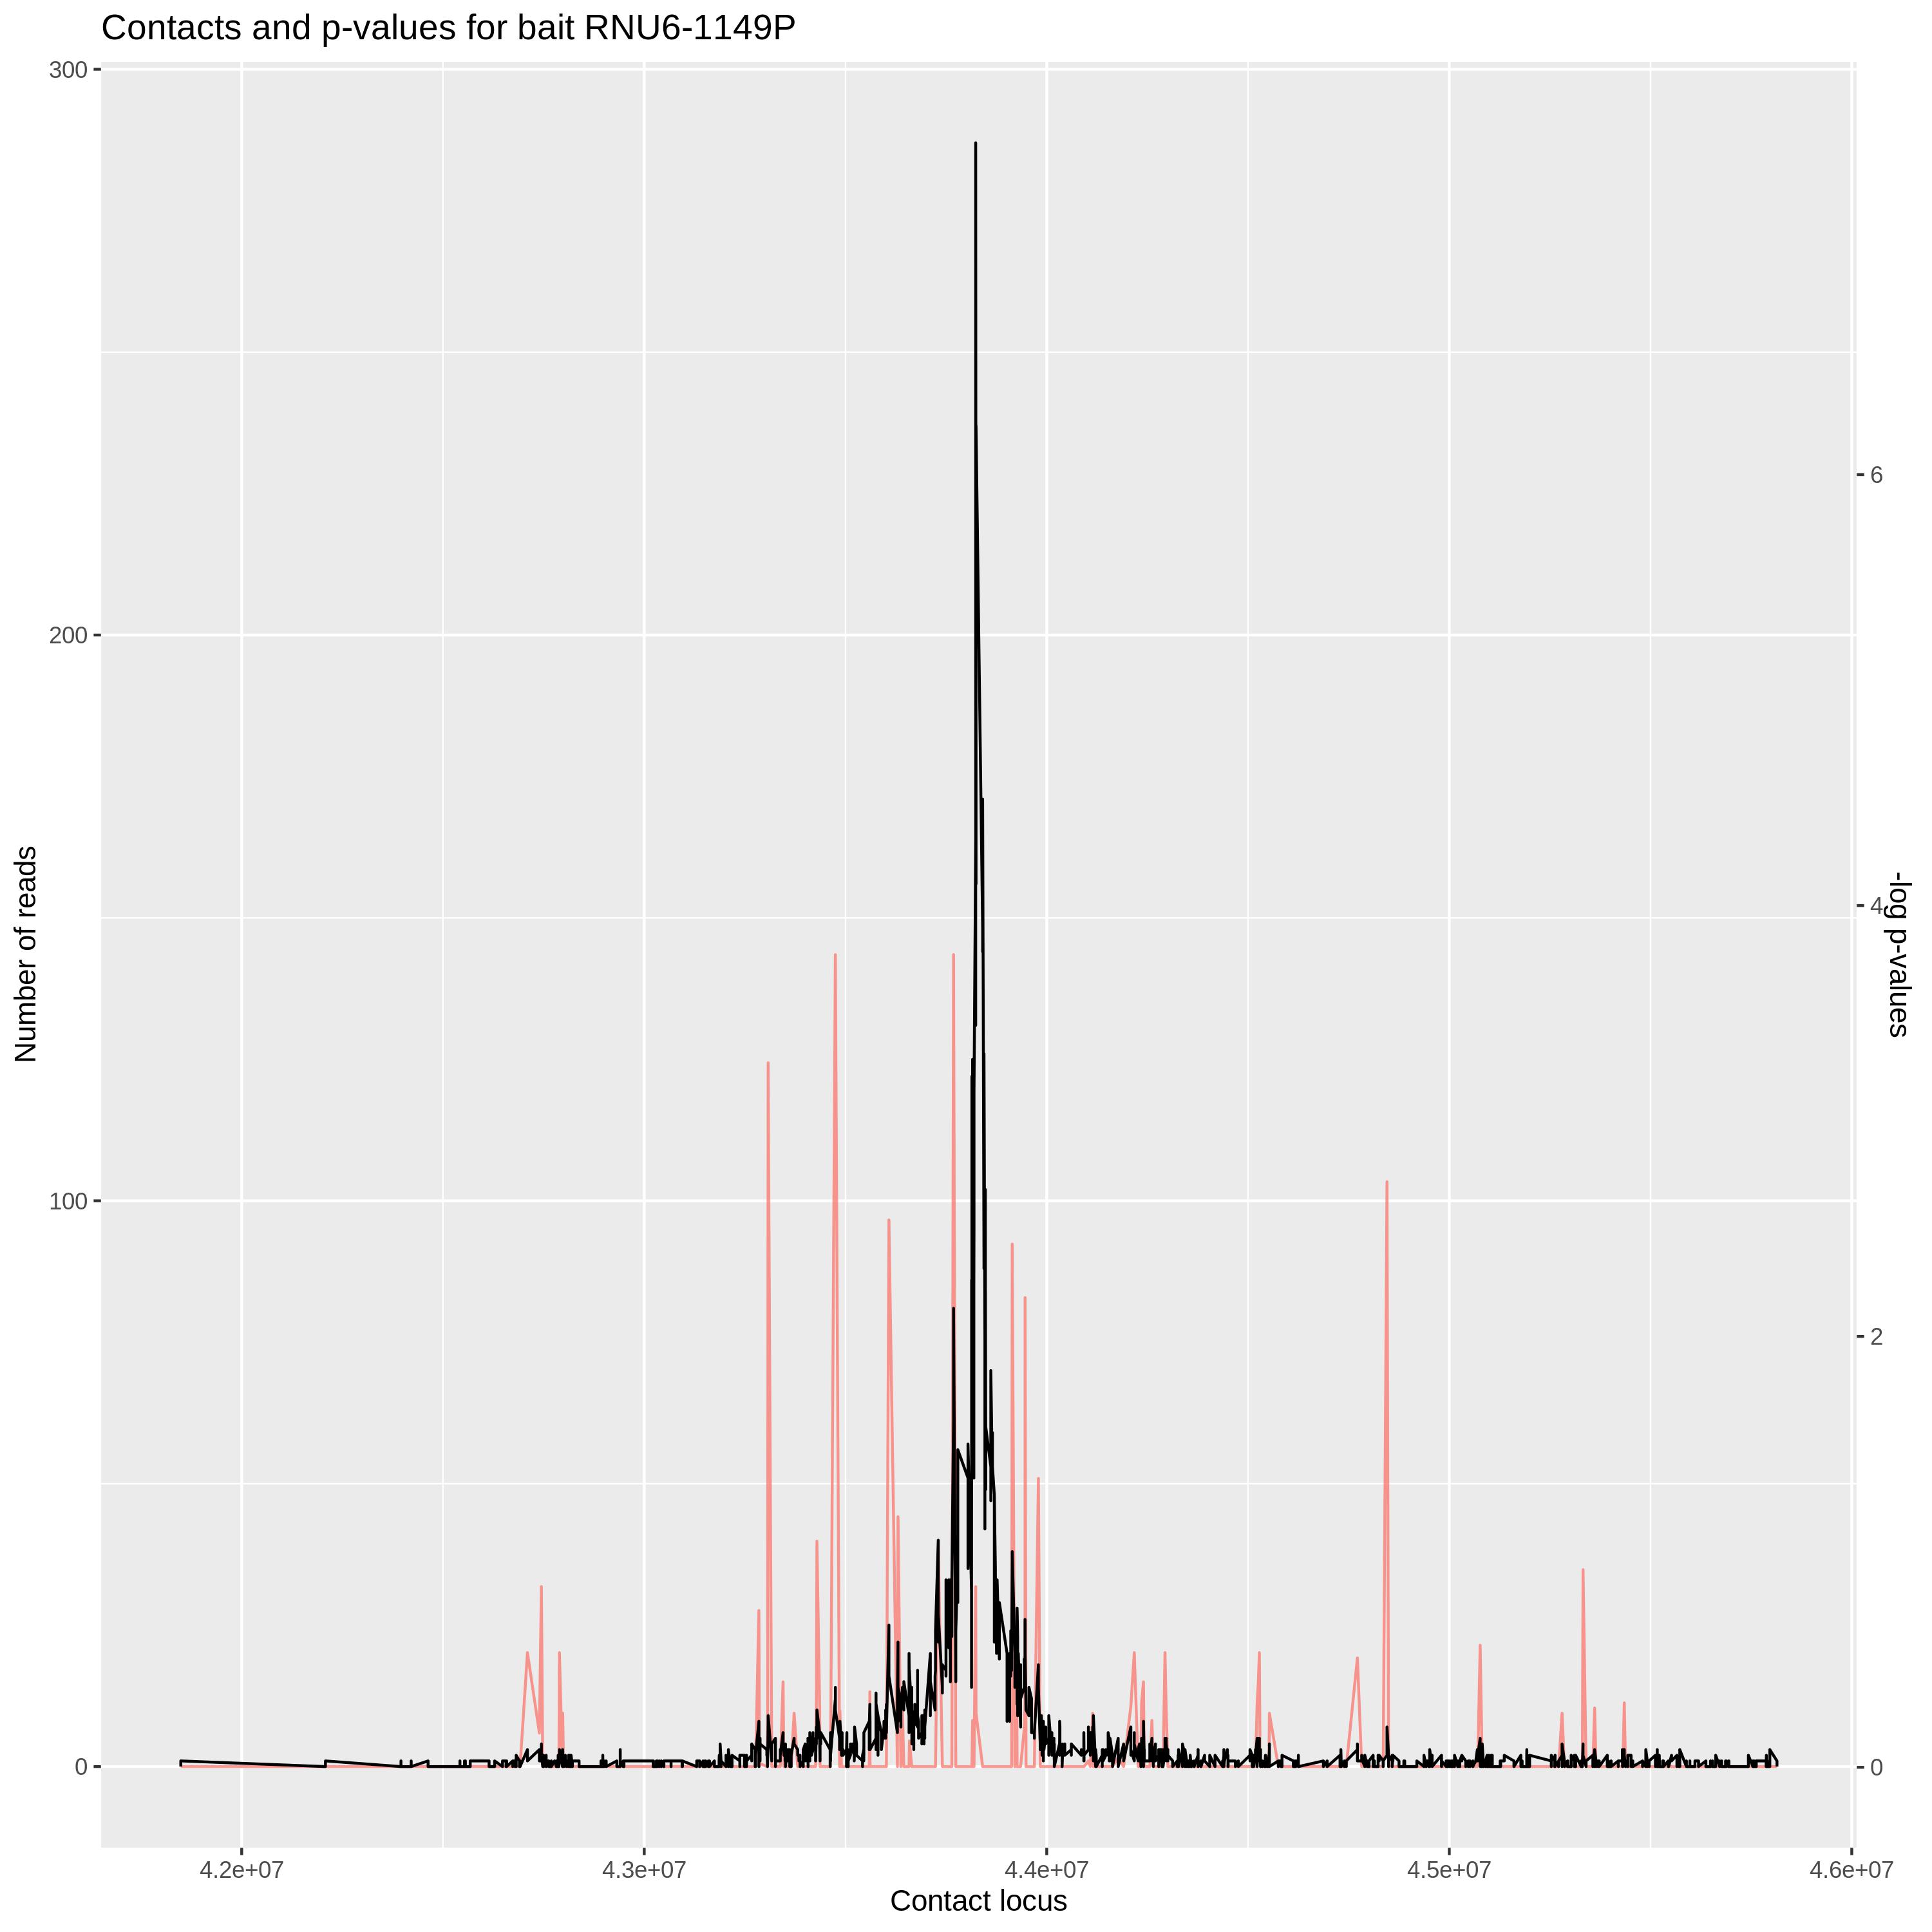 Contacts and p-values for bait RNU6-1149P
300
200
100
0
Number of reads
6
4
2
0
-log p-values
4.2e+07
4.3e+07
4.4e+07
4.5e+07
4.6e+07
Contact locus